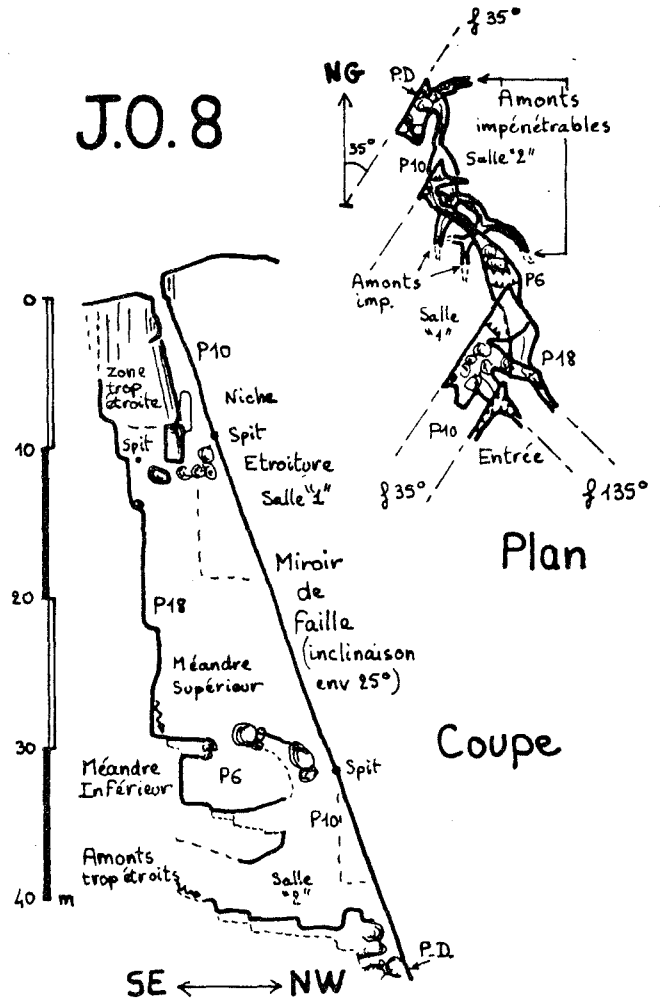 J.O.8
NG
35°
f 35°
P.D
Amonts
impénétrables
Salle "2"
P10
Amonts
imp.
P6
Salle
"1"
P18
P10
Entrée
f 35°
f 135°
Plan
0
P10
zone
trop
étroite
Niche
Spit
Spit
10
Etroiture
Salle "1"
Miroir
de
faille
(inclinaison
env 25°)
20
P18
Méandre
Supérieur
Coupe
30
Spit
Méandre
Inférieur
P6
P10
Amonts
trop étroits
Salle
"2"
40 m
P.D.
SE NW